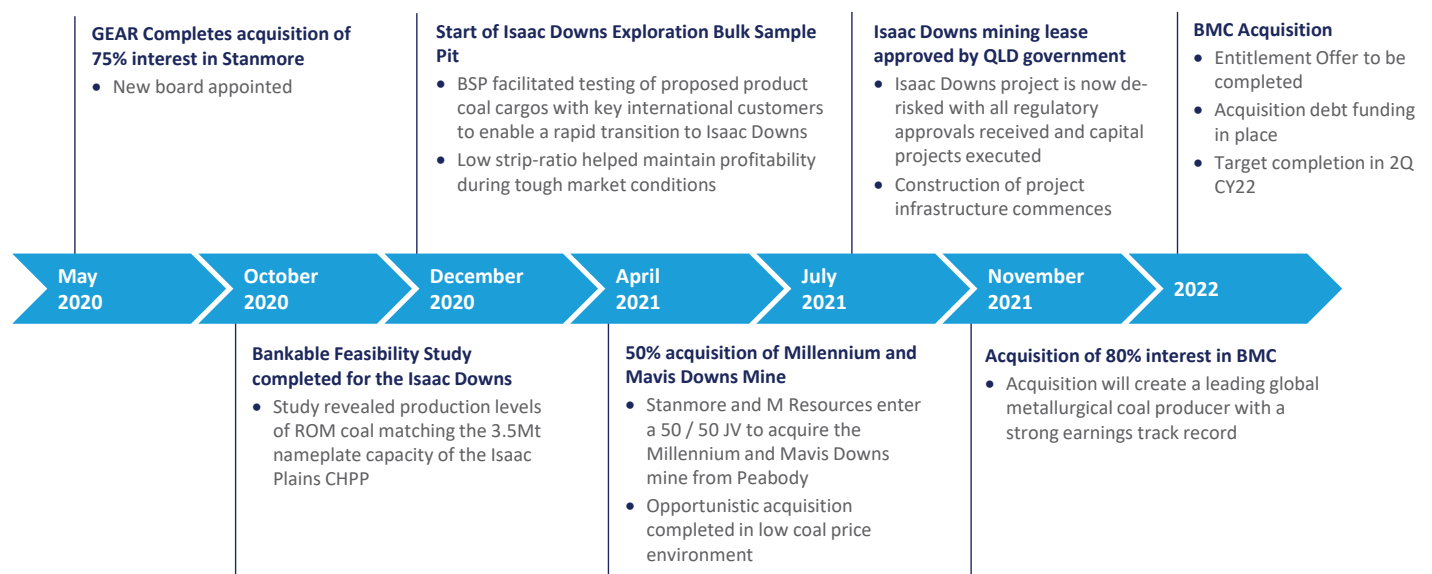 GEAR Completes acquisition of
75% interest in Stanmore
• New board appointed
Start of Isaac Downs Exploration Bulk Sample
Pit
• BSP facilitated testing of proposed product
coal cargos with key international customers
to enable a rapid transition to Isaac Downs
• Low strip-ratio helped maintain profitability
during tough market conditions
Isaac Downs mining lease
approved by QLD government
• Isaac Downs project is now de-
risked with all regulatory
approvals received and capital
projects executed
• Construction of project
infrastructure commences
BMC Acquisition
• Entitlement Offer to be
completed
• Acquisition debt funding
in place
• Target completion in 2Q
CY22
May
2020
October
2020
December
2020
April
2021
July
2021
November
2021
2022
Bankable Feasibility Study
completed for the Isaac Downs
• Study revealed production levels
of ROM coal matching the 3.5Mt
nameplate capacity of the Isaac
Plains CHPP
50% acquisition of Millennium and
Mavis Downs Mine
• Stanmore and M Resources enter
a 50 / 50 JV to acquire the
Millennium and Mavis Downs
mine from Peabody
• Opportunistic acquisition
completed in low coal price
environment
Acquisition of 80% interest in BMC
• Acquisition will create a leading global
metallurgical coal producer with a
strong earnings track record